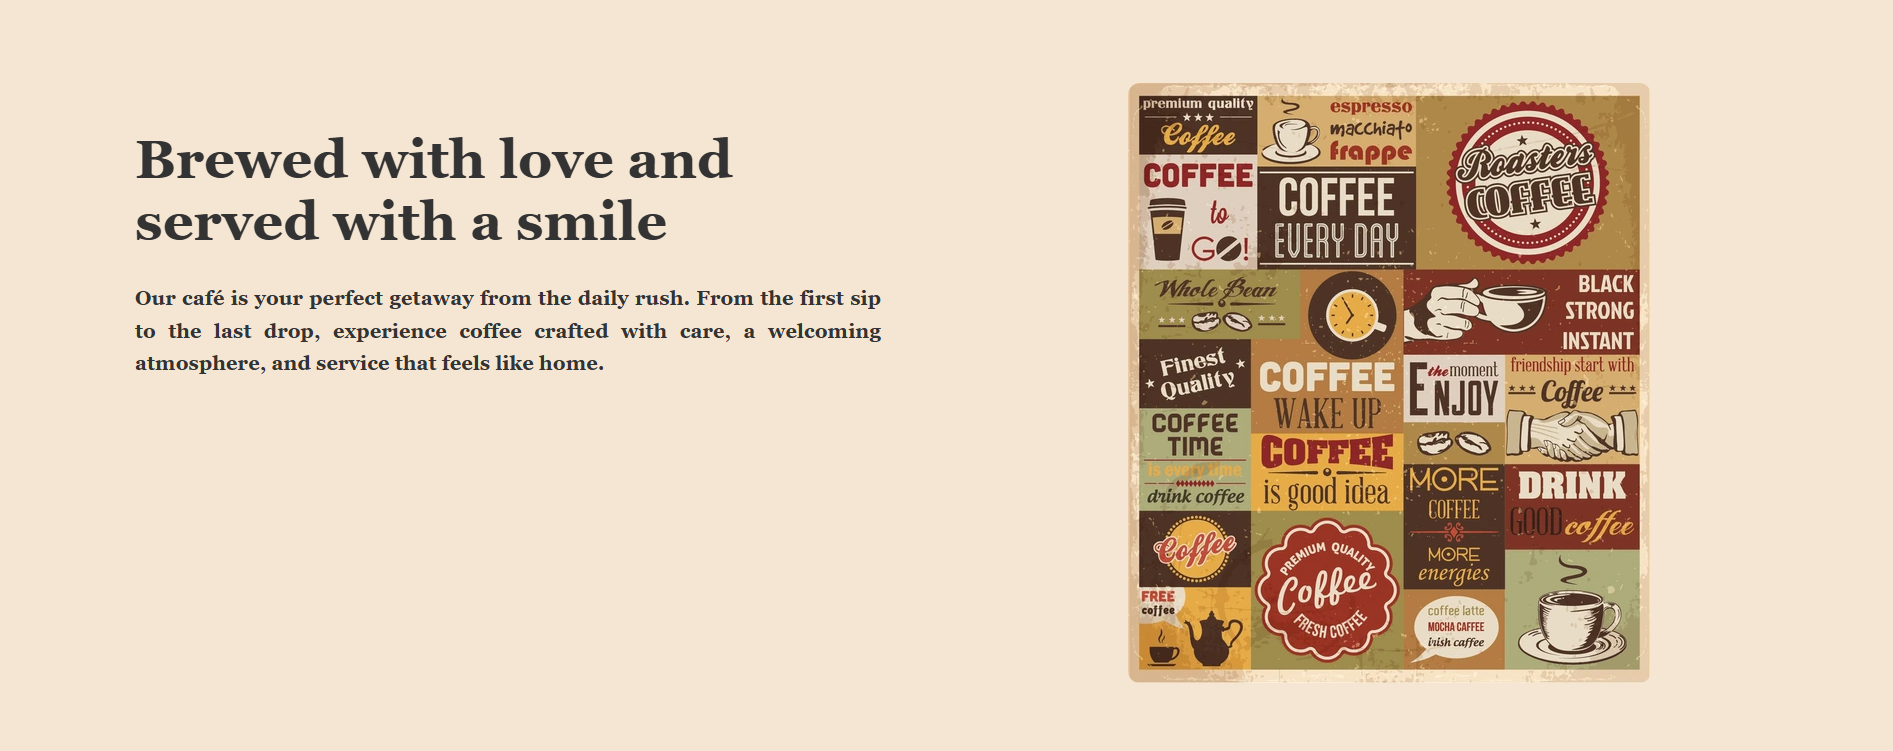 Brewed with love and
served with a smile
Our café is your perfect getaway from the daily rush. From the first sip
to the last drop, experience coffee crafted with care, a welcoming
atmosphere, and service that feels like home.
premium quality
Coffee
espresso
macchiato
frappe
Roasters
COFFEE
COFFEE
to
GO!
COFFEE
EVERY DAY
Whole Bean
BLACK
STRONG
INSTANT
Finest
Quality
COFFEE
WAKE UP
the moment
ENJOY
friendship start with
Coffee
COFFEE
TIME
is every time
drink coffee
COFFEE
is good idea
MORE
COFFEE
MORE
energies
DRINK
GOOD coffee
Coffee
PREMIUM QUALITY
Coffee
FRESH COFFEE
FREE
coffee
coffee latte
MOCHA CAFFEE
irish caffee